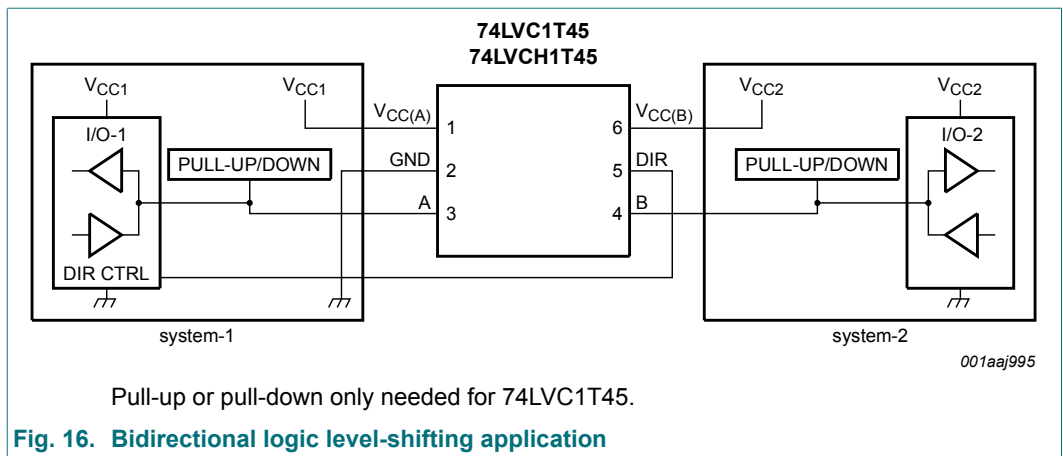 74LVC1T45
74LVCH1T45
VCC1
VCC1
VCC(A)
VCC(B)
VCC2
VCC2
I/O-1
1
6
I/O-2
PULL-UP/DOWN
GND
2
5
DIR
PULL-UP/DOWN
A
3
4
B
DIR CTRL
system-1
system-2
001aaj995
Pull-up or pull-down only needed for 74LVC1T45.
Fig. 16. Bidirectional logic level-shifting application